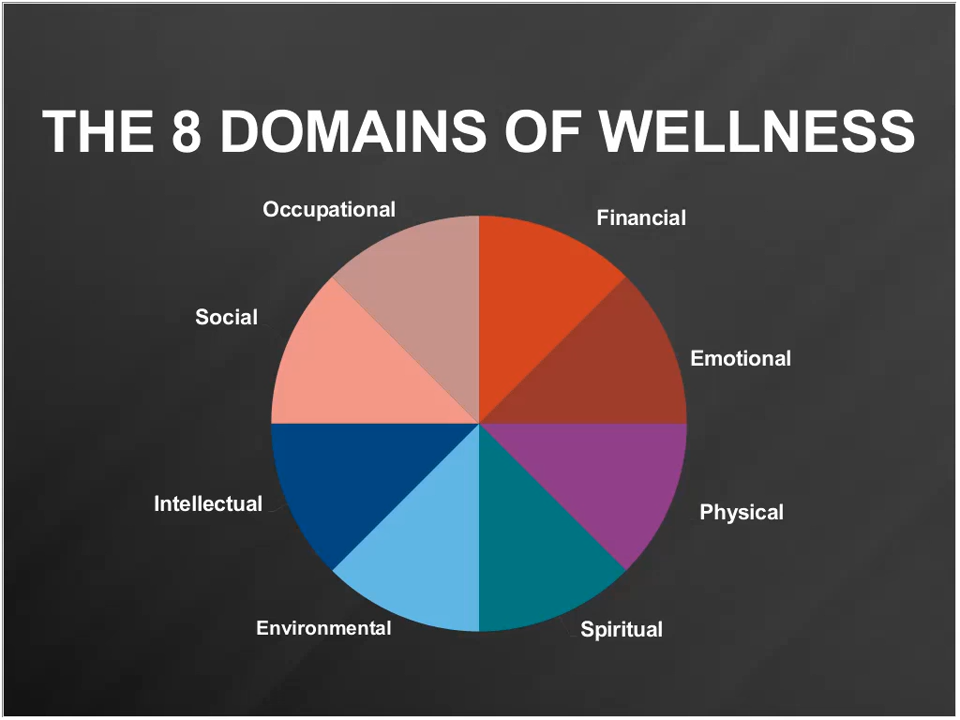 THE 8 DOMAINS OF WELLNESS
Occupational
Financial
Social
Emotional
Intellectual
Physical
Environmental
Spiritual